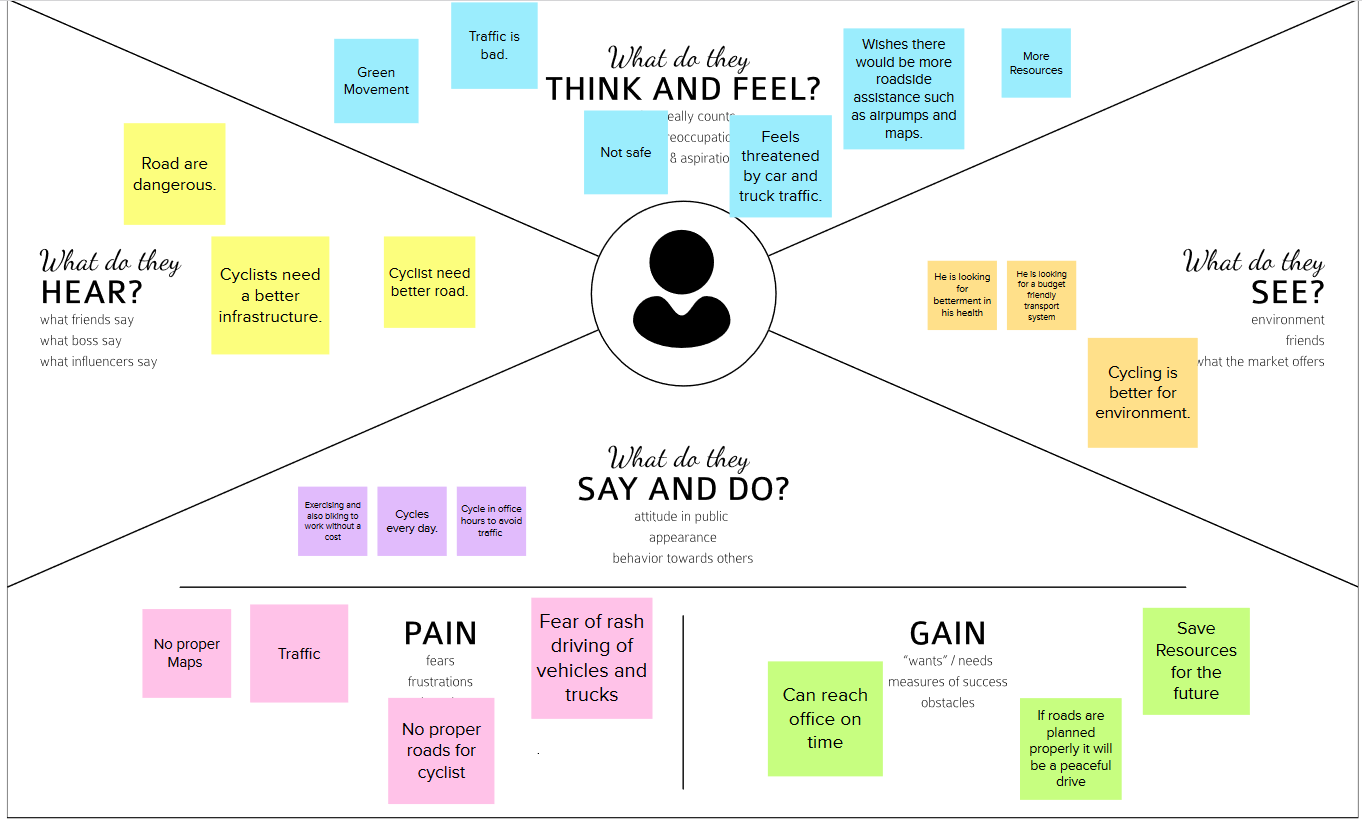 What do they
THINK AND FEEL?
eally counts
reoccupatio
& aspiratio
Green
Movement
Traffic is
bad.
Not safe
Feels
threatened
by car and
truck traffic.
Wishes there
would be more
roadside
assistance such
as airpumps and
maps.
More
Resources
What do they
HEAR?
what friends say
what boss say
what influencers say
Road are
dangerous.
Cyclists need
a better
infrastructure.
Cyclist need
better road.
What do they
SEE?
environment
friends
what the market offers
He is looking
for
betterment in
his health
He is looking
for a budget
friendly
transport
system
Cycling is
better for
environment.
What do they
SAY AND DO?
attitude in public
appearance
behavior towards others
Exercising and
also biking to
work without a
cost
Cycles
every day.
Cycle in office
hours to avoid
traffic
PAIN
fears
frustrations
No proper
Maps
Traffic
No proper
roads for
cyclist
Fear of rash
driving of
vehicles and
trucks
GAIN
“wants” / needs
measures of success
obstacles
Can reach
office on
time
If roads are
planned
properly it will
be a peaceful
drive
Save
Resources
for the
future